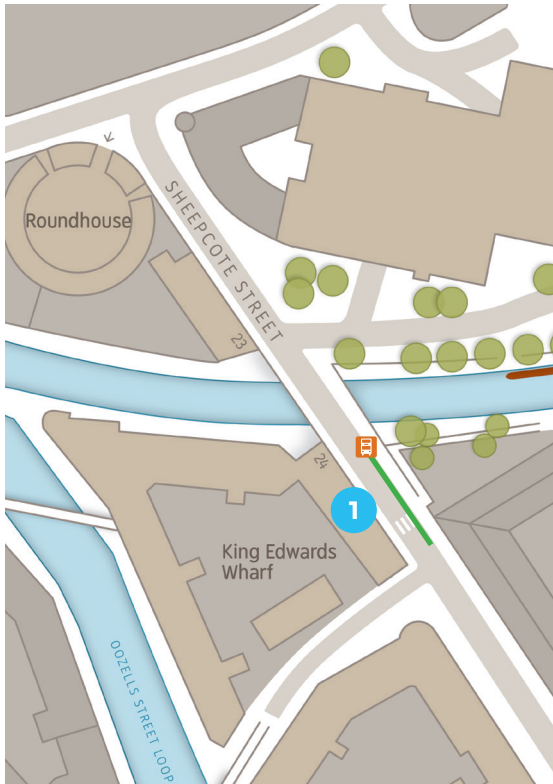 Roundhouse
SHEEPCOTE STREET
23
24
1
King Edwards
Wharf
OOZELLS STREET LOOP